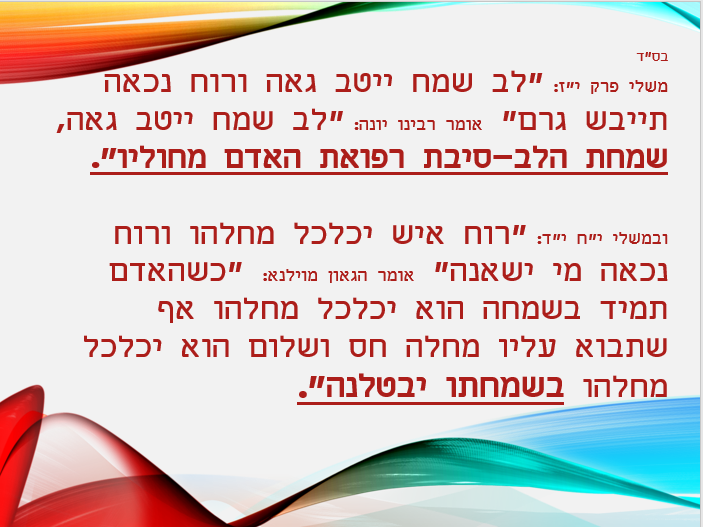 בס"ד
משלי פרק י"ז: "לב שמח ייטב גאה ורוח נכאה
תייבש גרם" אומר רבינו יונה: "לב שמח ייטב גאה,
שמחת הלב–סיבת רפואת האדם מחוליו".
ובמשלי י"ח י"ד: "רוח איש יכלכל מחלהו ורוח
נכאה מי ישאנה" אומר הגאון מוילנא: "כשהאדם
תמיד בשמחה הוא יכלכל מחלהו אף
שתבוא עליו מחלה חס ושלום הוא יכלכל
מחלהו בשמחתו יבטלנה".